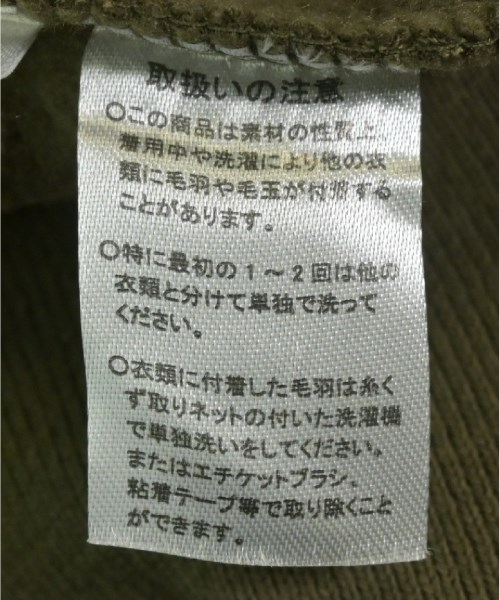 取扱いの注意
○この商品は素材の性質上、
着用中や洗濯により他の衣
類に毛羽や毛玉が付着する
ことがあります。
○特に最初の1~2回は他の
衣類と分けて単独で洗って
ください。
○衣類に付着した毛羽は糸く
ず取りネットの付いた洗濯機
で単独洗いをしてください。
またはエチケットブラシ、
粘着テープ等で取り除くこと
ができます。